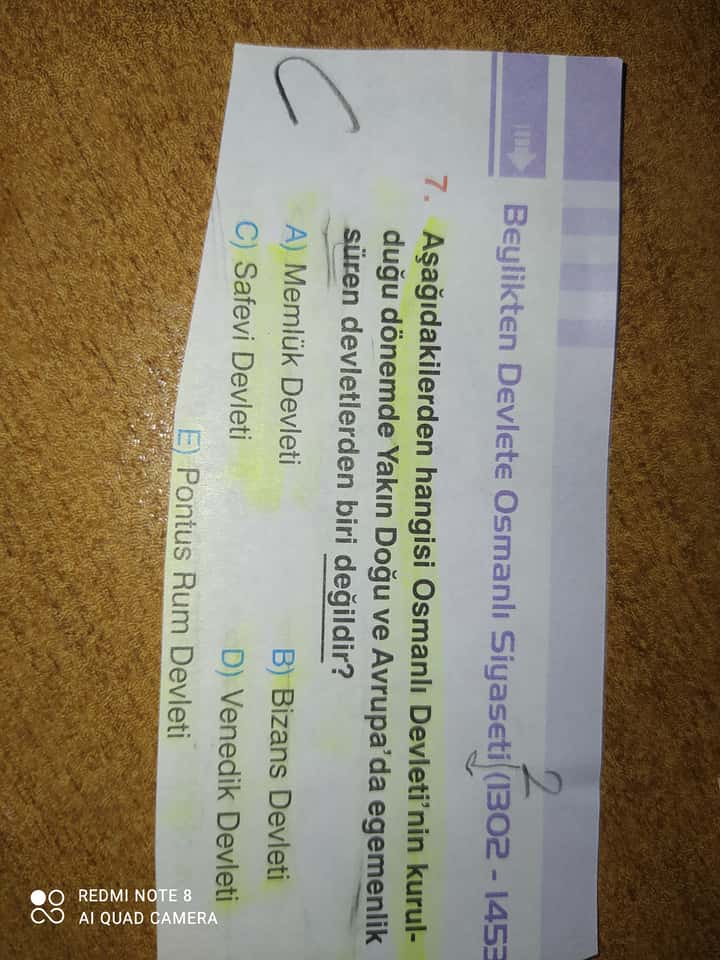 Beylikten Devlete Osmanlı Siyaseti (1302 - 1453
2
7. Aşağıdakilerden hangisi Osmanlı Devleti'nin kurul-
duğu dönemde Yakın Doğu ve Avrupa'da egemenlik
süren devletlerden biri değildir?
A) Memlük Devleti B) Bizans Devleti
C) Safevi Devleti D) Venedik Devleti
E) Pontus Rum Devleti
C
REDMI NOTE 8
AI QUAD CAMERA